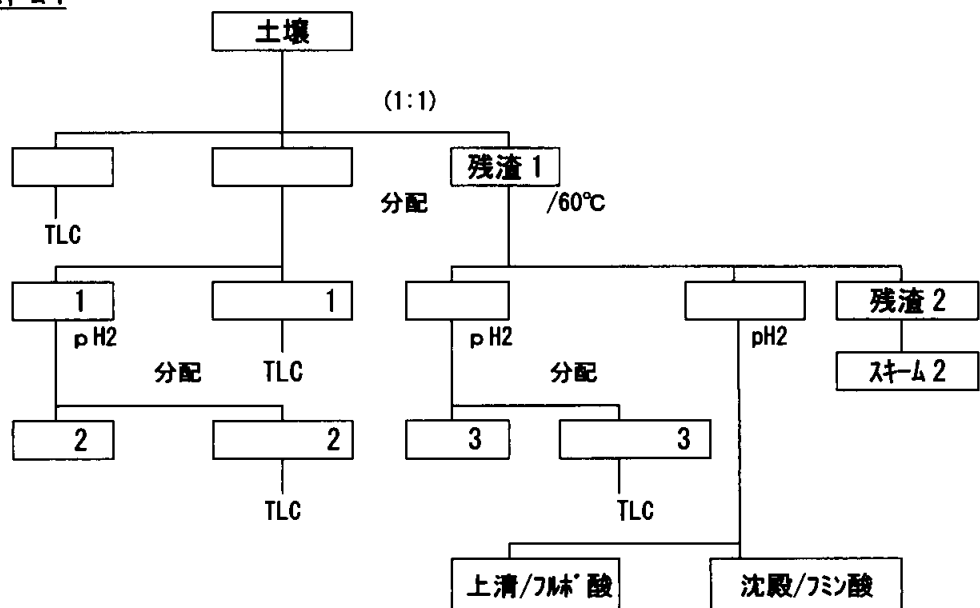 土壌
(1:1)
残渣 1
分配
/60℃
TLC
1
1
残渣 2
pH2
pH2
pH2
分配
TLC
分配
スキーム 2
2
2
3
3
TLC
TLC
上清/フルボ酸
沈殿/フミン酸